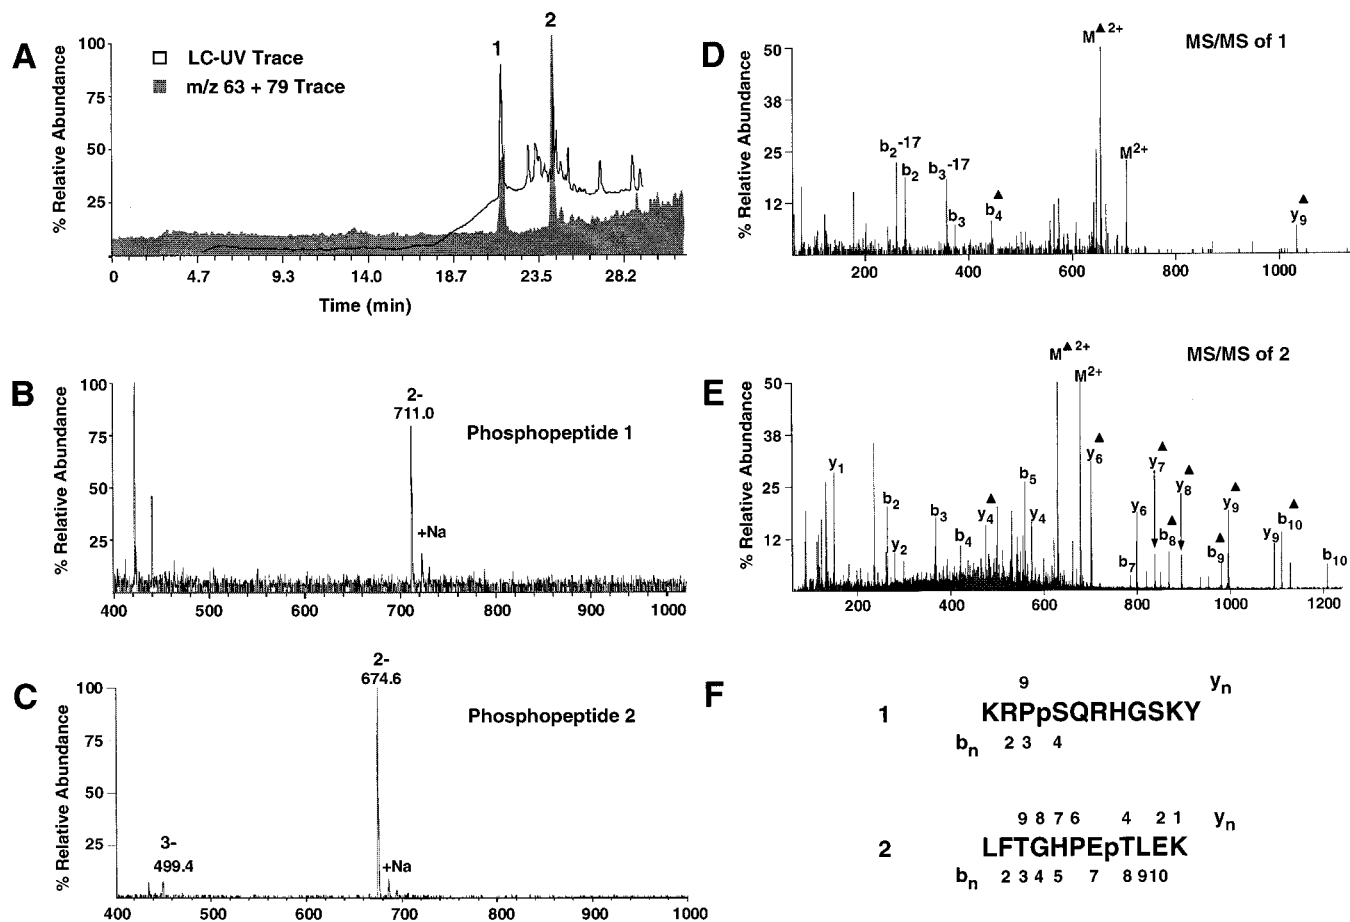 A
% Relative Abundance
100
75
50
25
LC-UV Trace
m/z 63 + 79 Trace
1
2
0 4.7 9.3 14.0 18.7 23.5 28.2
Time (min)
B
% Relative Abundance
100
75
50
25
2-
711.0
Phosphopeptide 1
+Na
400 500 600 700 800 900 1000
C
% Relative Abundance
100
75
50
25
2-
674.6
Phosphopeptide 2
3-
499.4
+Na
400 500 600 700 800 900 1000
D
% Relative Abundance
50
38
25
12
M▲2+
MS/MS of 1
b2-17
b2
b3-17
b3
b4▲
M2+
y9▲
200 400 600 800 1000
E
% Relative Abundance
50
38
25
12
M▲2+
MS/MS of 2
M2+
y1
b2
y2
b3
b4
y4▲
b5
y4
y6▲
y6
b7
y7▲
b8▲
y8▲
b9▲
y9▲
y9
b10▲
b10
200 400 600 800 1000 1200
F
9 yn
1 KRPpSQRHGSKY
bn 2 3 4
9 8 7 6 4 2 1 yn
2 LFTGHPEpTLEK
bn 2 3 4 5 7 8 9 10